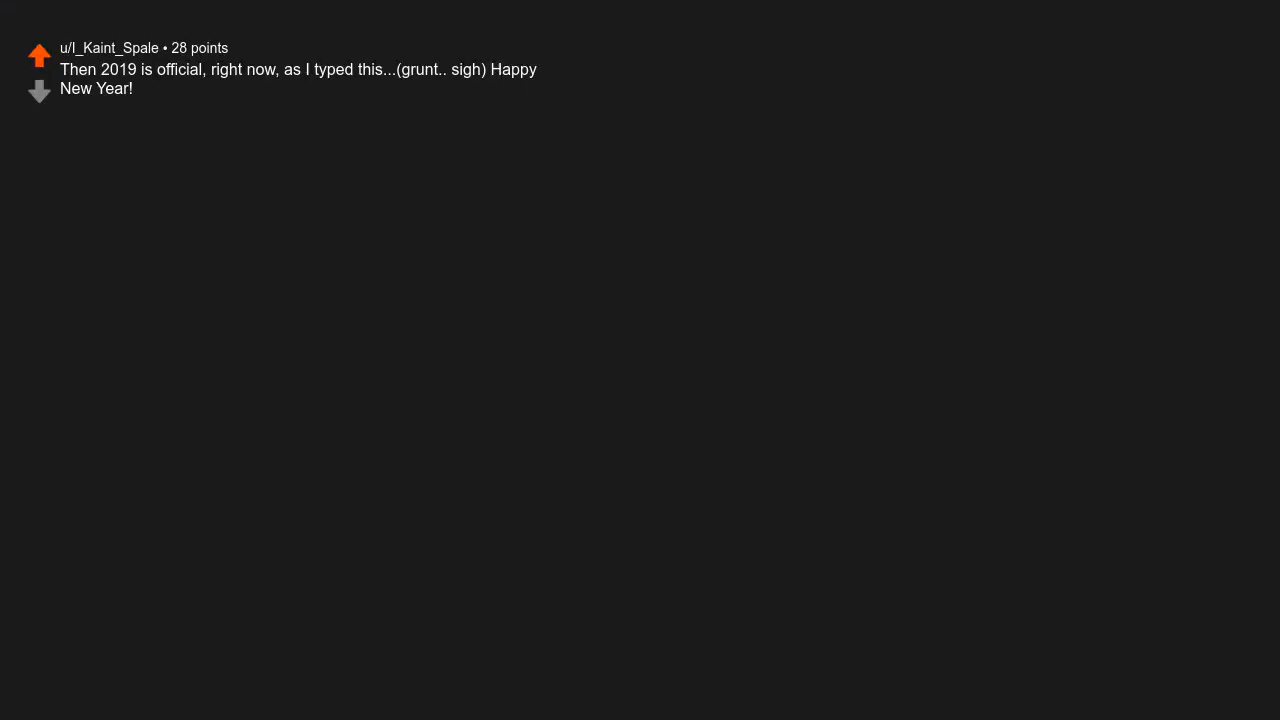 u/I_Kaint_Spale • 28 points
Then 2019 is official, right now, as I typed this...(grunt.. sigh) Happy
New Year!